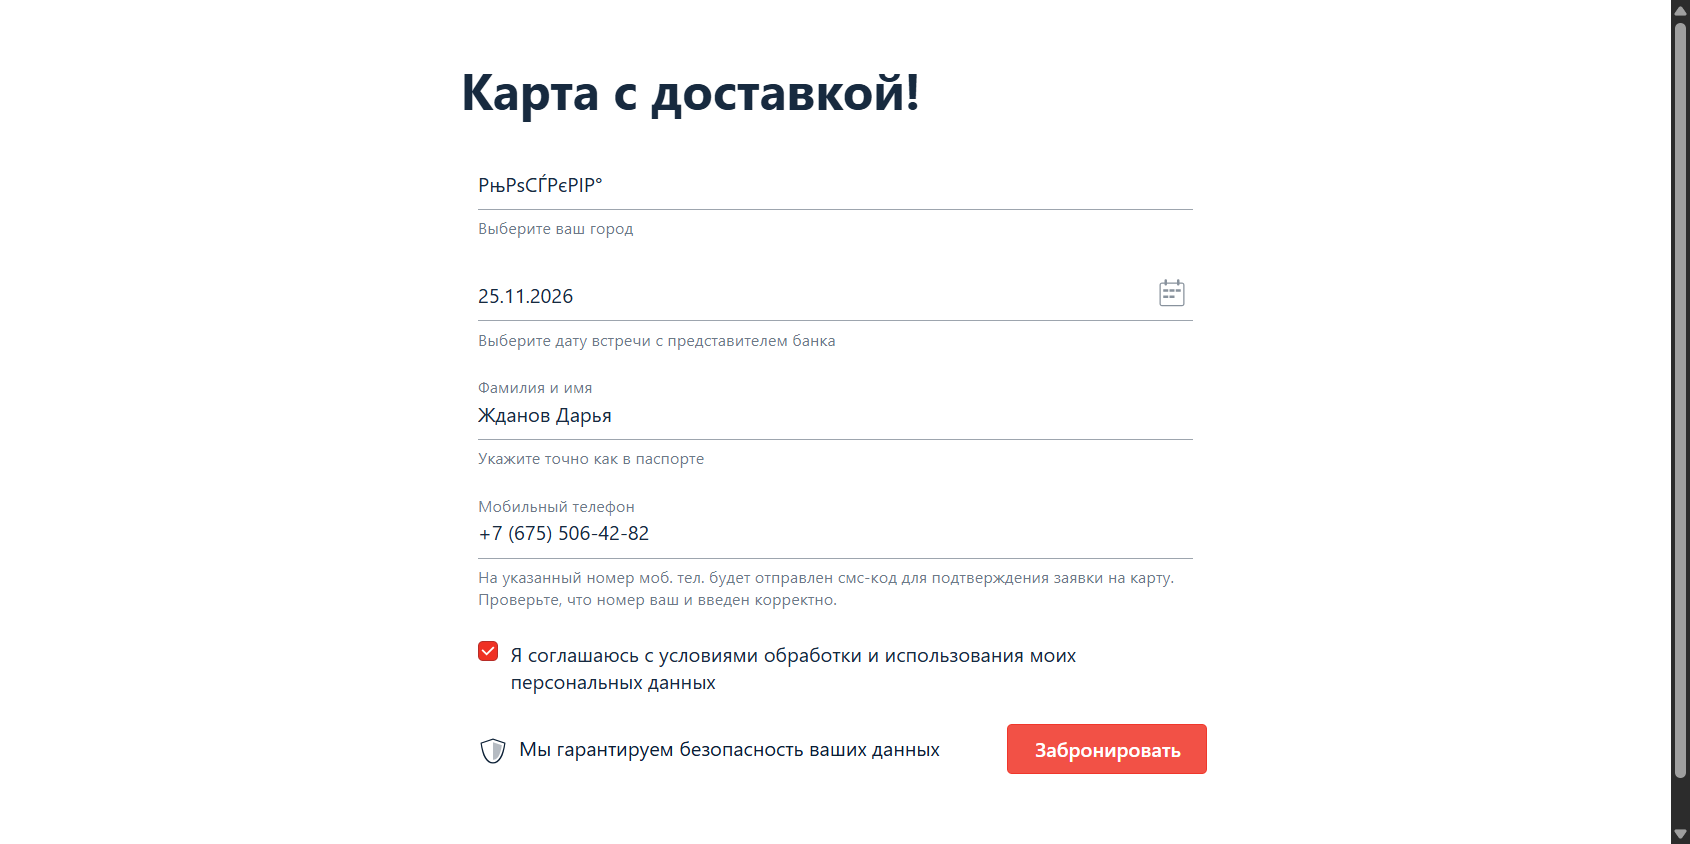 Карта с доставкой!
РњРѕСЃРєРІР°
Выберите ваш город
25.11.2026
Выберите дату встречи с представителем банка
Фамилия и имя
Жданов Дарья
Укажите точно как в паспорте
Мобильный телефон
+7 (675) 506-42-82
На указанный номер моб. тел. будет отправлен смс-код для подтверждения заявки на карту.
Проверьте, что номер ваш и введен корректно.
Я соглашаюсь с условиями обработки и использования моих
персональных данных
Мы гарантируем безопасность ваших данных
Забронировать